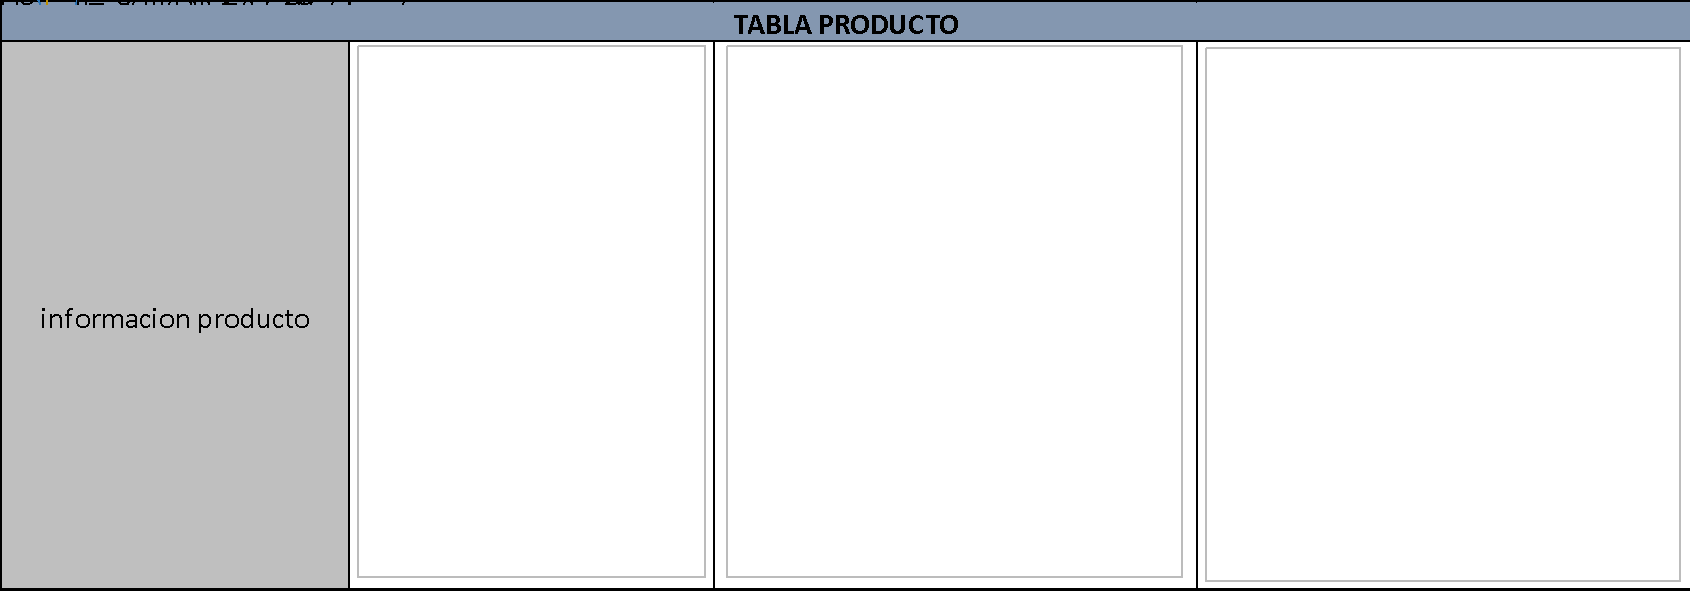 TABLA PRODUCTO
informacion producto